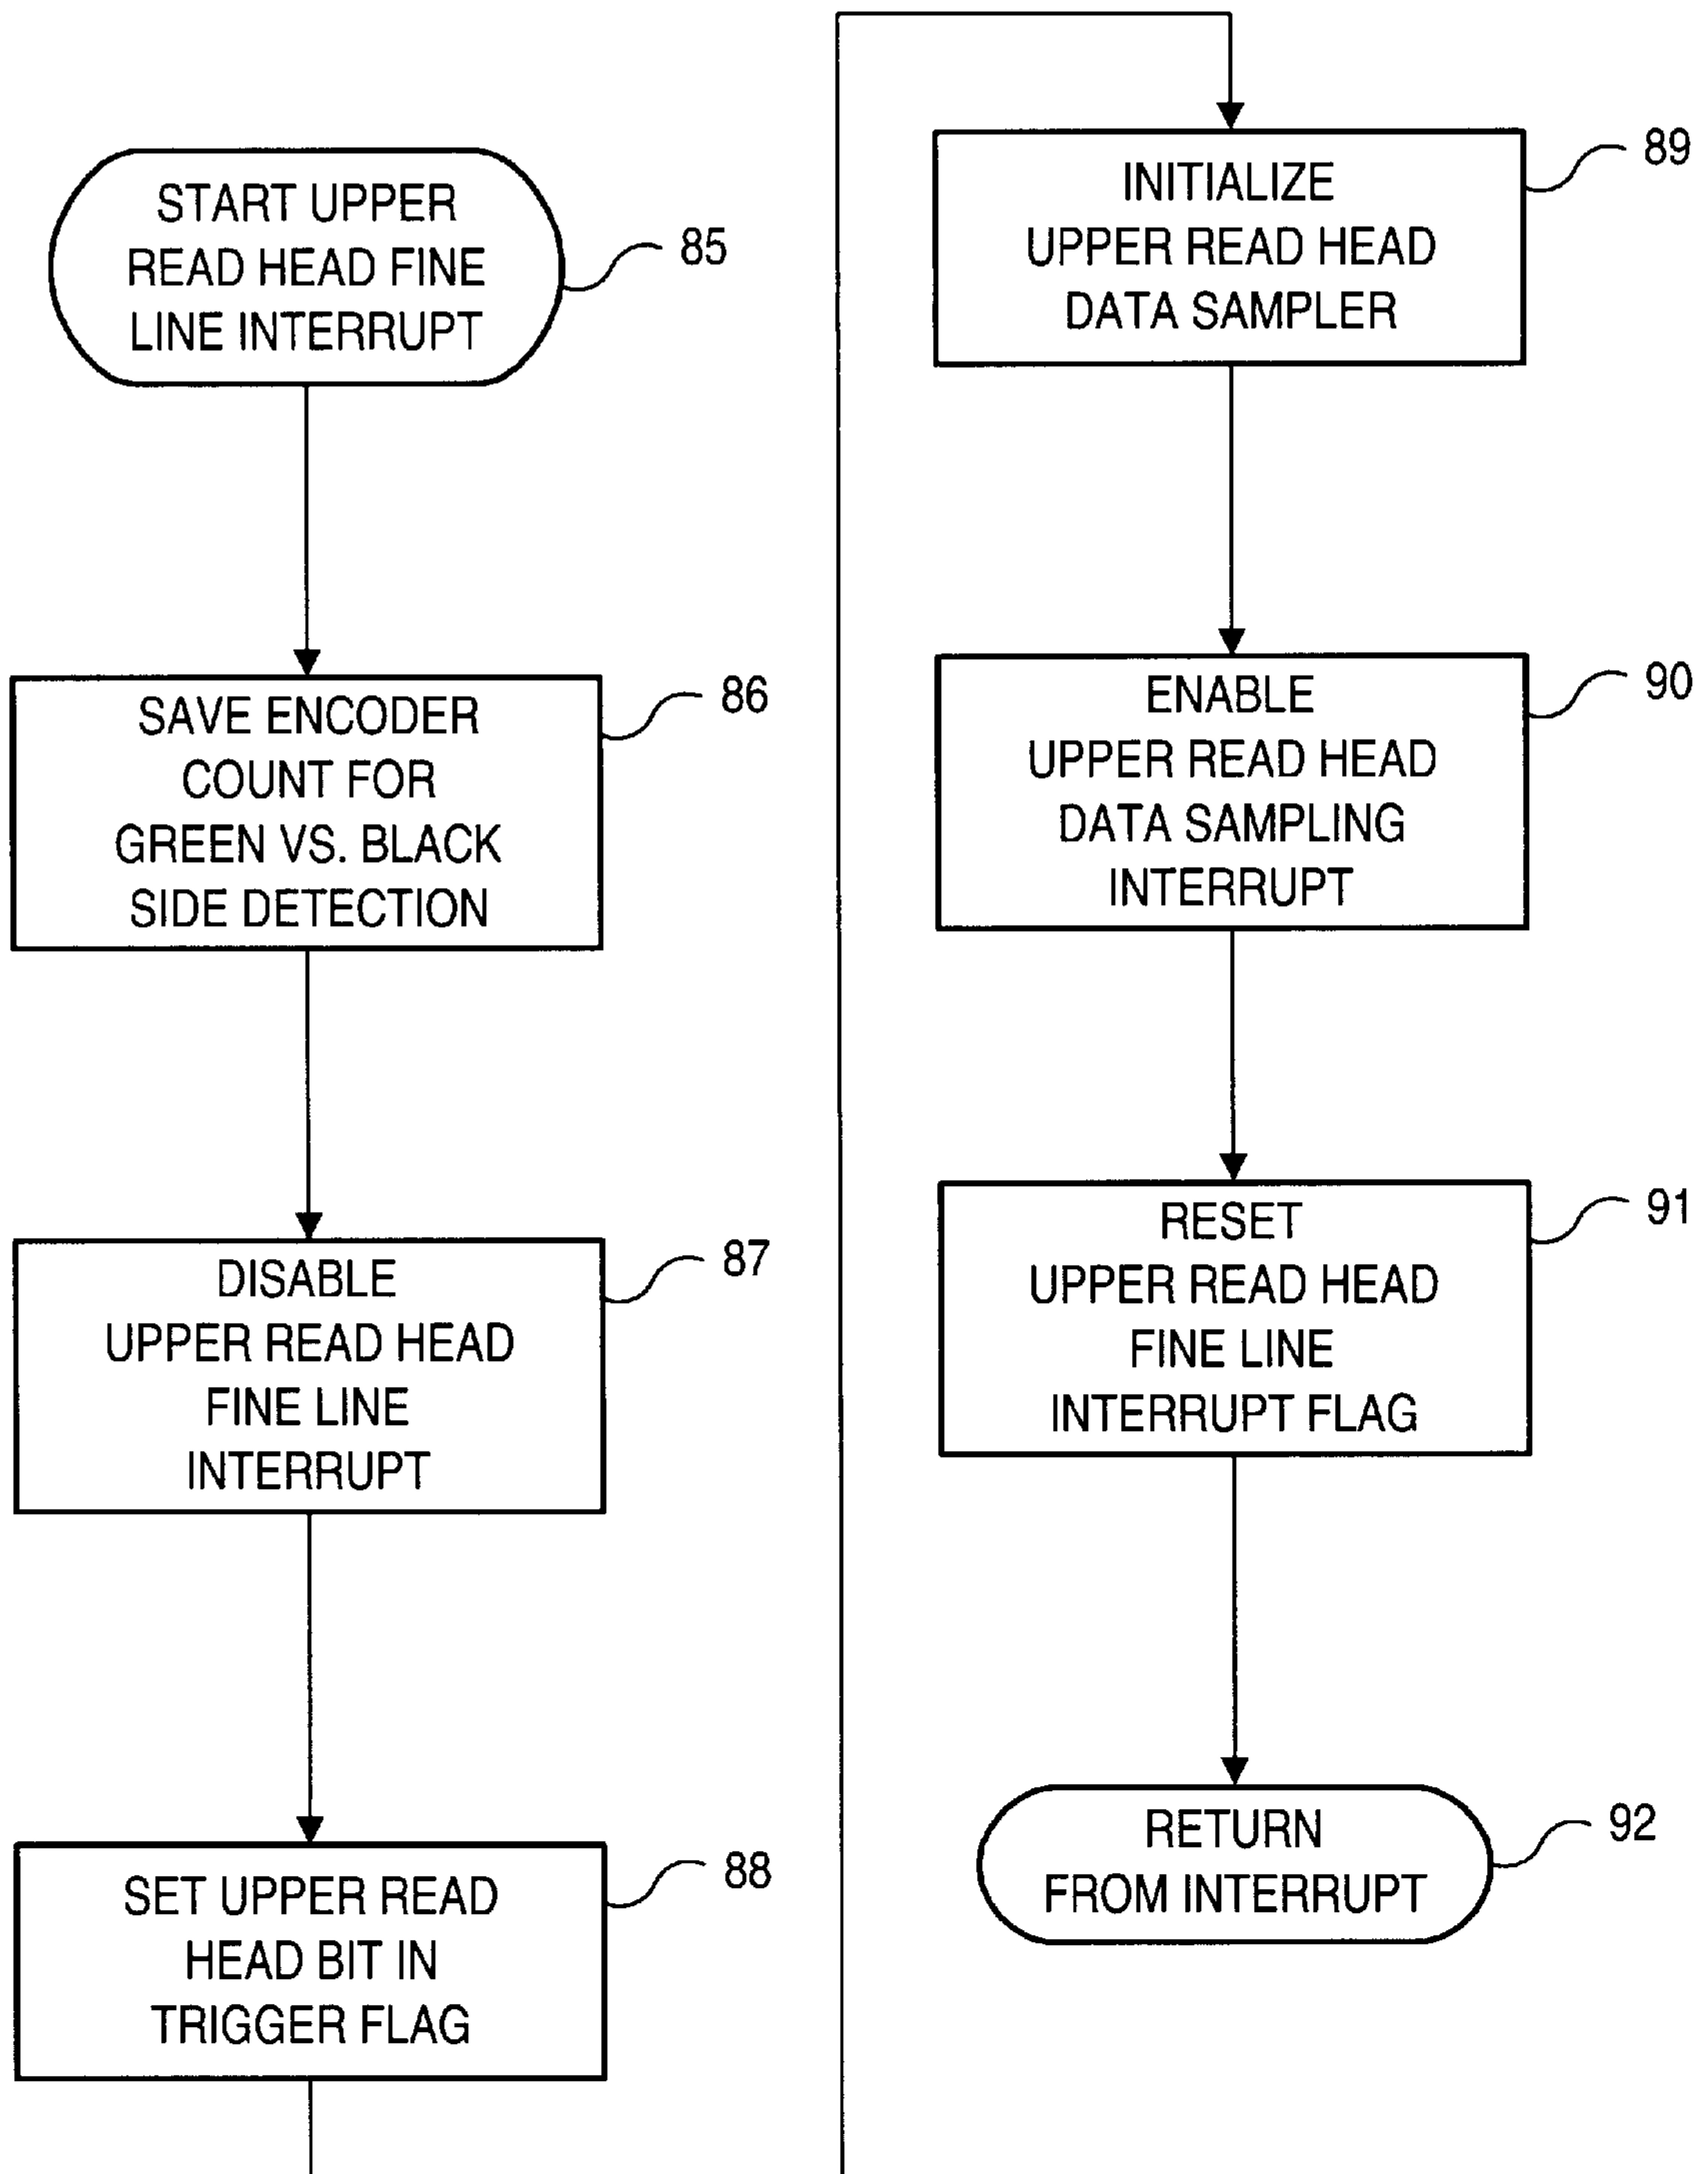 START UPPER
READ HEAD FINE
LINE INTERRUPT
85
SAVE ENCODER
COUNT FOR
GREEN VS. BLACK
SIDE DETECTION
86
DISABLE
UPPER READ HEAD
FINE LINE
INTERRUPT
87
SET UPPER READ
HEAD BIT IN
TRIGGER FLAG
88
INITIALIZE
UPPER READ HEAD
DATA SAMPLER
89
ENABLE
UPPER READ HEAD
DATA SAMPLING
INTERRUPT
90
RESET
UPPER READ HEAD
FINE LINE
INTERRUPT FLAG
91
RETURN
FROM INTERRUPT
92